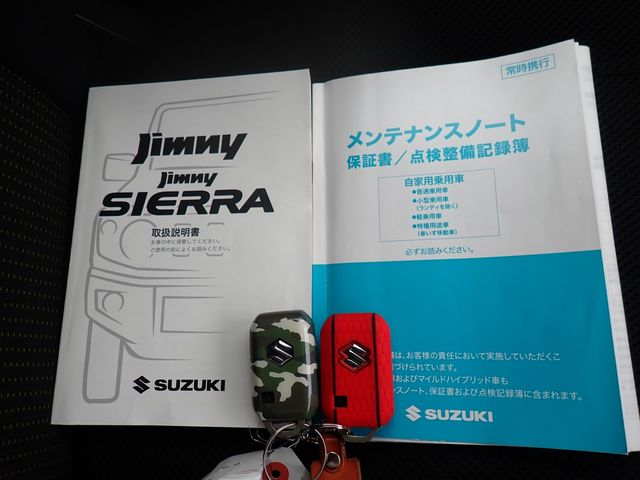 Jimny
Jimny
SIERRA
取扱説明書
お車の中に保管してください。
ご使用の前によくお読みください。
SUZUKI
常時携行
メンテナンスノート
保証書／点検整備記録簿
自家用乗用車
●普通乗用車
●小型乗用車
(ランディを除く)
●軽乗用車
●特種用途車
(車いす移動車)
必ずお読みください。
は、お客様の責任において実施していただくこ
づけられています。
およびマイルドハイブリッド車も
ンスノート、保証書および点検記録簿に含まれます。
SUZUKI